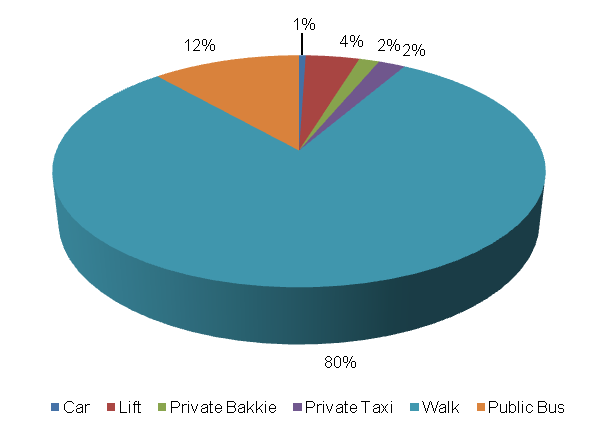 1%
12% 4% 2% 2%
80%
Car Lift Private Bakkie Private Taxi Walk Public Bus